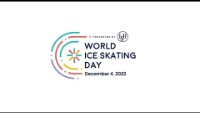 WORLD
ICE SKATING
DAY
December 4, 2022